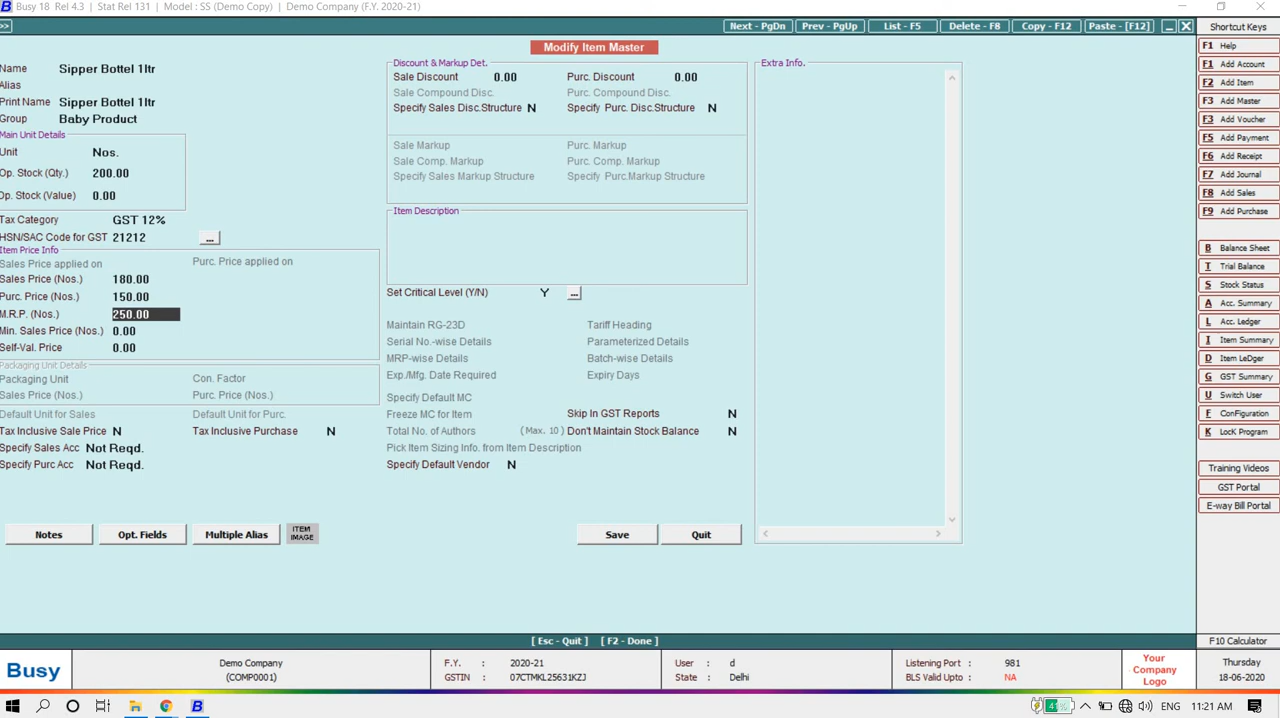 Busy 18 Rel 4.3 | Stat Rel 131 | Model : SS (Demo Copy) | Demo Company (F.Y. 2020-21)
>> Next - PgDn Prev - PgUp List - F5 Delete - F8 Copy - F12 Paste - [F12] Shortcut Keys
Modify Item Master
Name Sipper Bottel 1ltr
Alias
Print Name Sipper Bottel 1ltr
Group Baby Product
Main Unit Details
Unit Nos.
Op. Stock (Qty.) 200.00
Op. Stock (Value) 0.00
Tax Category GST 12%
HSN/SAC Code for GST 21212 ...
Item Price Info
Sales Price applied on Purc. Price applied on
Sales Price (Nos.) 180.00
Purc. Price (Nos.) 150.00
M.R.P. (Nos.) 250.00
Min. Sales Price (Nos.) 0.00
Self-Val. Price 0.00
Packaging Unit Details
Packaging Unit Con. Factor
Sales Price (Nos.) Purc. Price (Nos.)
Default Unit for Sales Default Unit for Purc.
Tax Inclusive Sale Price N Tax Inclusive Purchase N
Specify Sales Acc Not Reqd.
Specify Purc Acc Not Reqd.
Notes Opt. Fields Multiple Alias ITEM IMAGE
Discount & Markup Det.
Sale Discount 0.00 Purc. Discount 0.00
Sale Compound Disc. Purc. Compound Disc.
Specify Sales Disc.Structure N Specify Purc. Disc.Structure N
Sale Markup Purc. Markup
Sale Comp. Markup Purc. Comp. Markup
Specify Sales Markup Structure Specify Purc.Markup Structure
Item Description
Set Critical Level (Y/N) Y ...
Maintain RG-23D Tariff Heading
Serial No.-wise Details Parameterized Details
MRP-wise Details Batch-wise Details
Exp./Mfg. Date Required Expiry Days
Specify Default MC
Freeze MC for Item Skip In GST Reports N
Total No. of Authors (Max. 10) Don't Maintain Stock Balance N
Pick Item Sizing Info. from Item Description
Specify Default Vendor N
Save Quit
Extra Info.
F1 Help
F1 Add Account
F2 Add Item
F3 Add Master
F3 Add Voucher
F5 Add Payment
F6 Add Receipt
F7 Add Journal
F8 Add Sales
F9 Add Purchase
B Balance Sheet
T Trial Balance
S Stock Status
A Acc. Summary
L Acc. Ledger
I Item Summary
D Item LeDger
G GST Summary
U Switch User
F ConFiguration
K LocK Program
Training Videos
GST Portal
E-way Bill Portal
[ Esc - Quit ] [ F2 - Done ] F10 Calculator
Busy
Demo Company
(COMP0001)
F.Y. : 2020-21
GSTIN : 07CTMKL25631KZJ
User : d
State : Delhi
Listening Port : 981
BLS Valid Upto : NA
Your
Company
Logo
Thursday
18-06-2020
41% ENG 11:21 AM